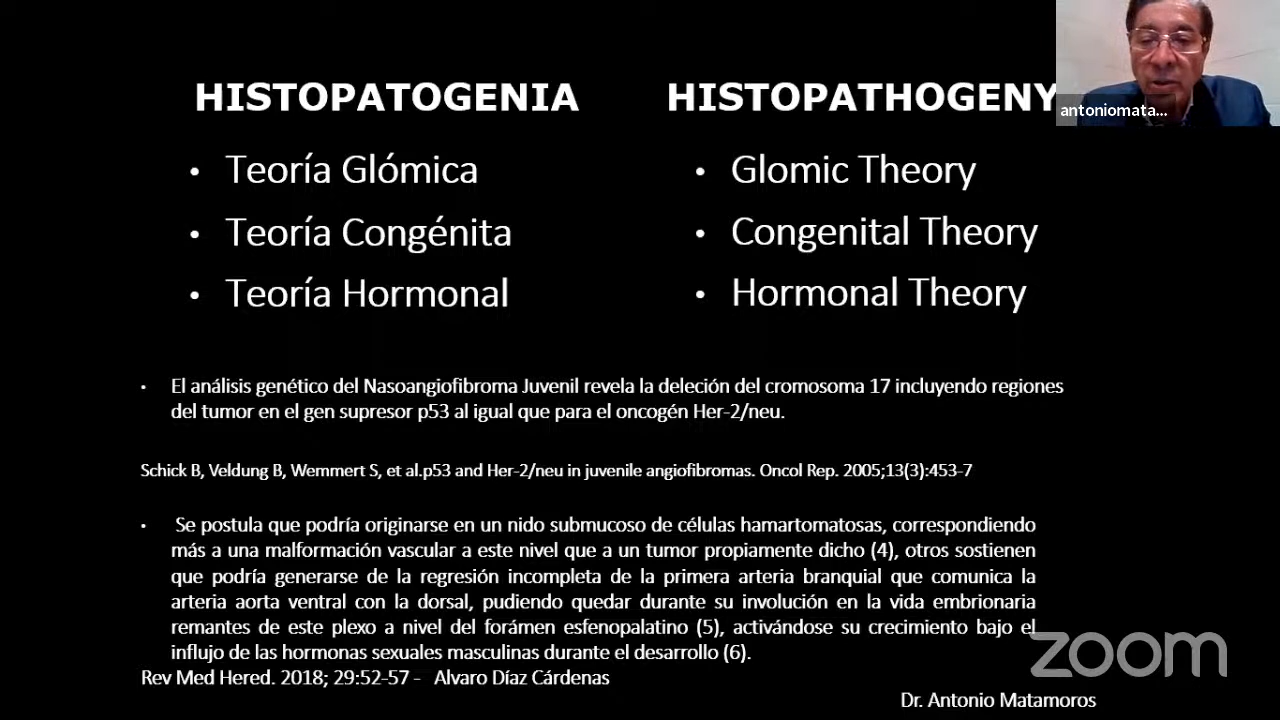 HISTOPATOGENIA
• Teoría Glómica
• Teoría Congénita
• Teoría Hormonal
HISTOPATHOGENY
• Glomic Theory
• Congenital Theory
• Hormonal Theory
antoniomata...
• El análisis genético del Nasoangiofibroma Juvenil revela la deleción del cromosoma 17 incluyendo regiones
del tumor en el gen supresor p53 al igual que para el oncogén Her-2/neu.
Schick B, Veldung B, Wemmert S, et al.p53 and Her-2/neu in juvenile angiofibromas. Oncol Rep. 2005;13(3):453-7
• Se postula que podría originarse en un nido submucoso de células hamartomatosas, correspondiendo
más a una malformación vascular a este nivel que a un tumor propiamente dicho (4), otros sostienen
que podría generarse de la regresión incompleta de la primera arteria branquial que comunica la
arteria aorta ventral con la dorsal, pudiendo quedar durante su involución en la vida embrionaria
remantes de este plexo a nivel del forámen esfenopalatino (5), activándose su crecimiento bajo el
influjo de las hormonas sexuales masculinas durante el desarrollo (6).
Rev Med Hered. 2018; 29:52-57 - Alvaro Díaz Cárdenas
zoom
Dr. Antonio Matamoros